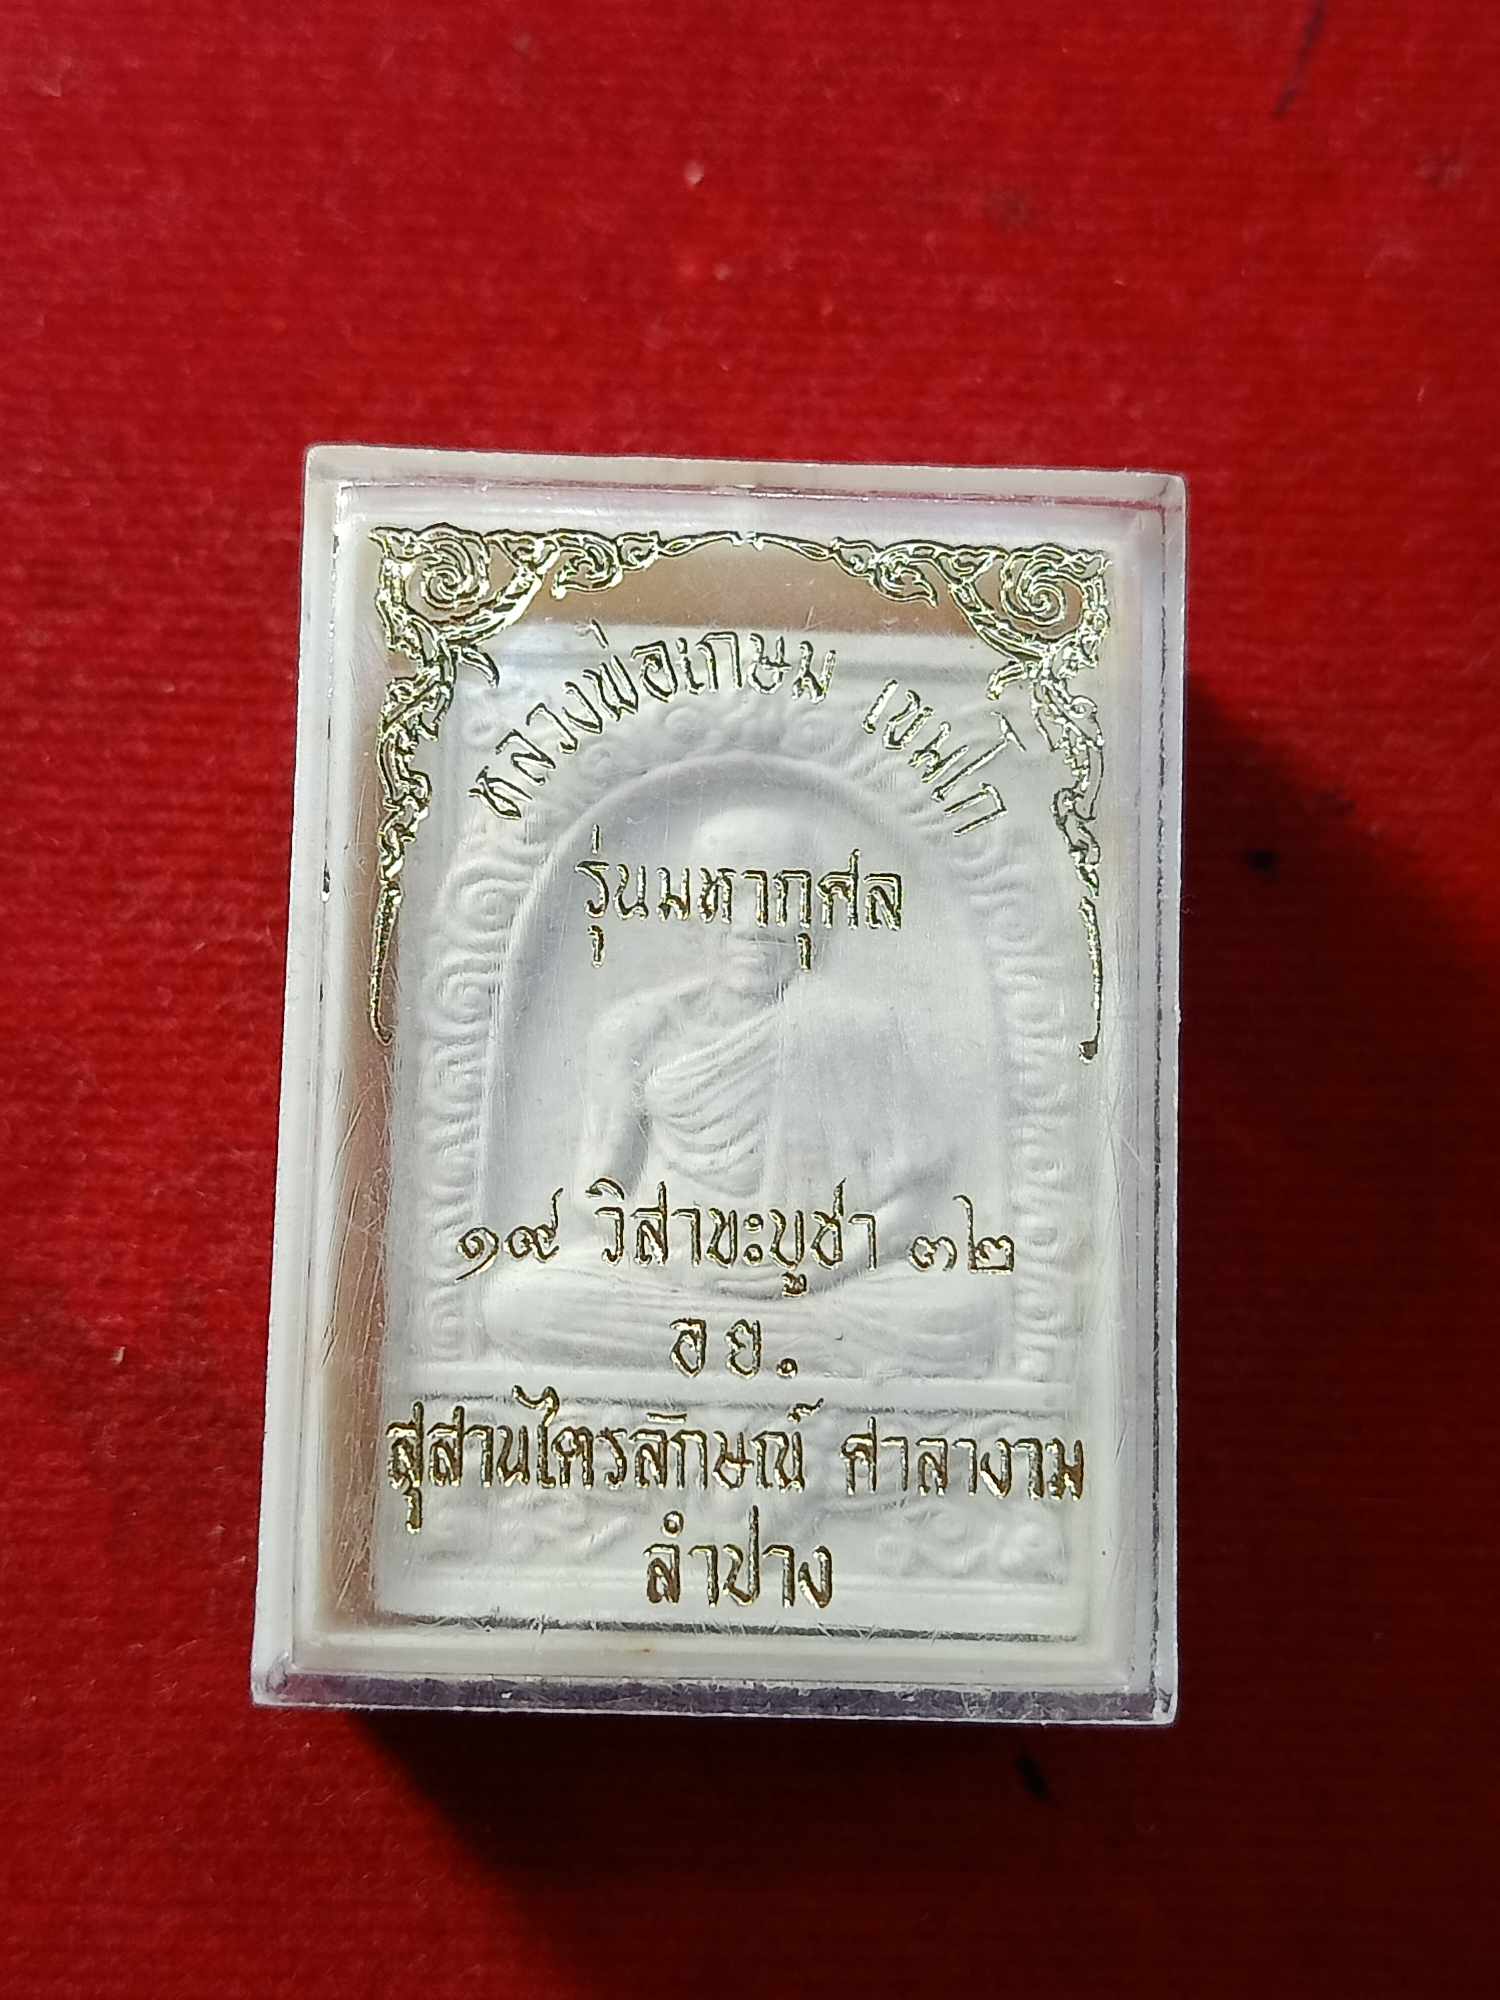 หลวงพ่อเกษม เขมโก
รุ่นมหากุศล
๑๙ วิสาขะบูชา ๓๒
อย.
สุสานไตรลักษณ์ ศาลางาม
ลำปาง